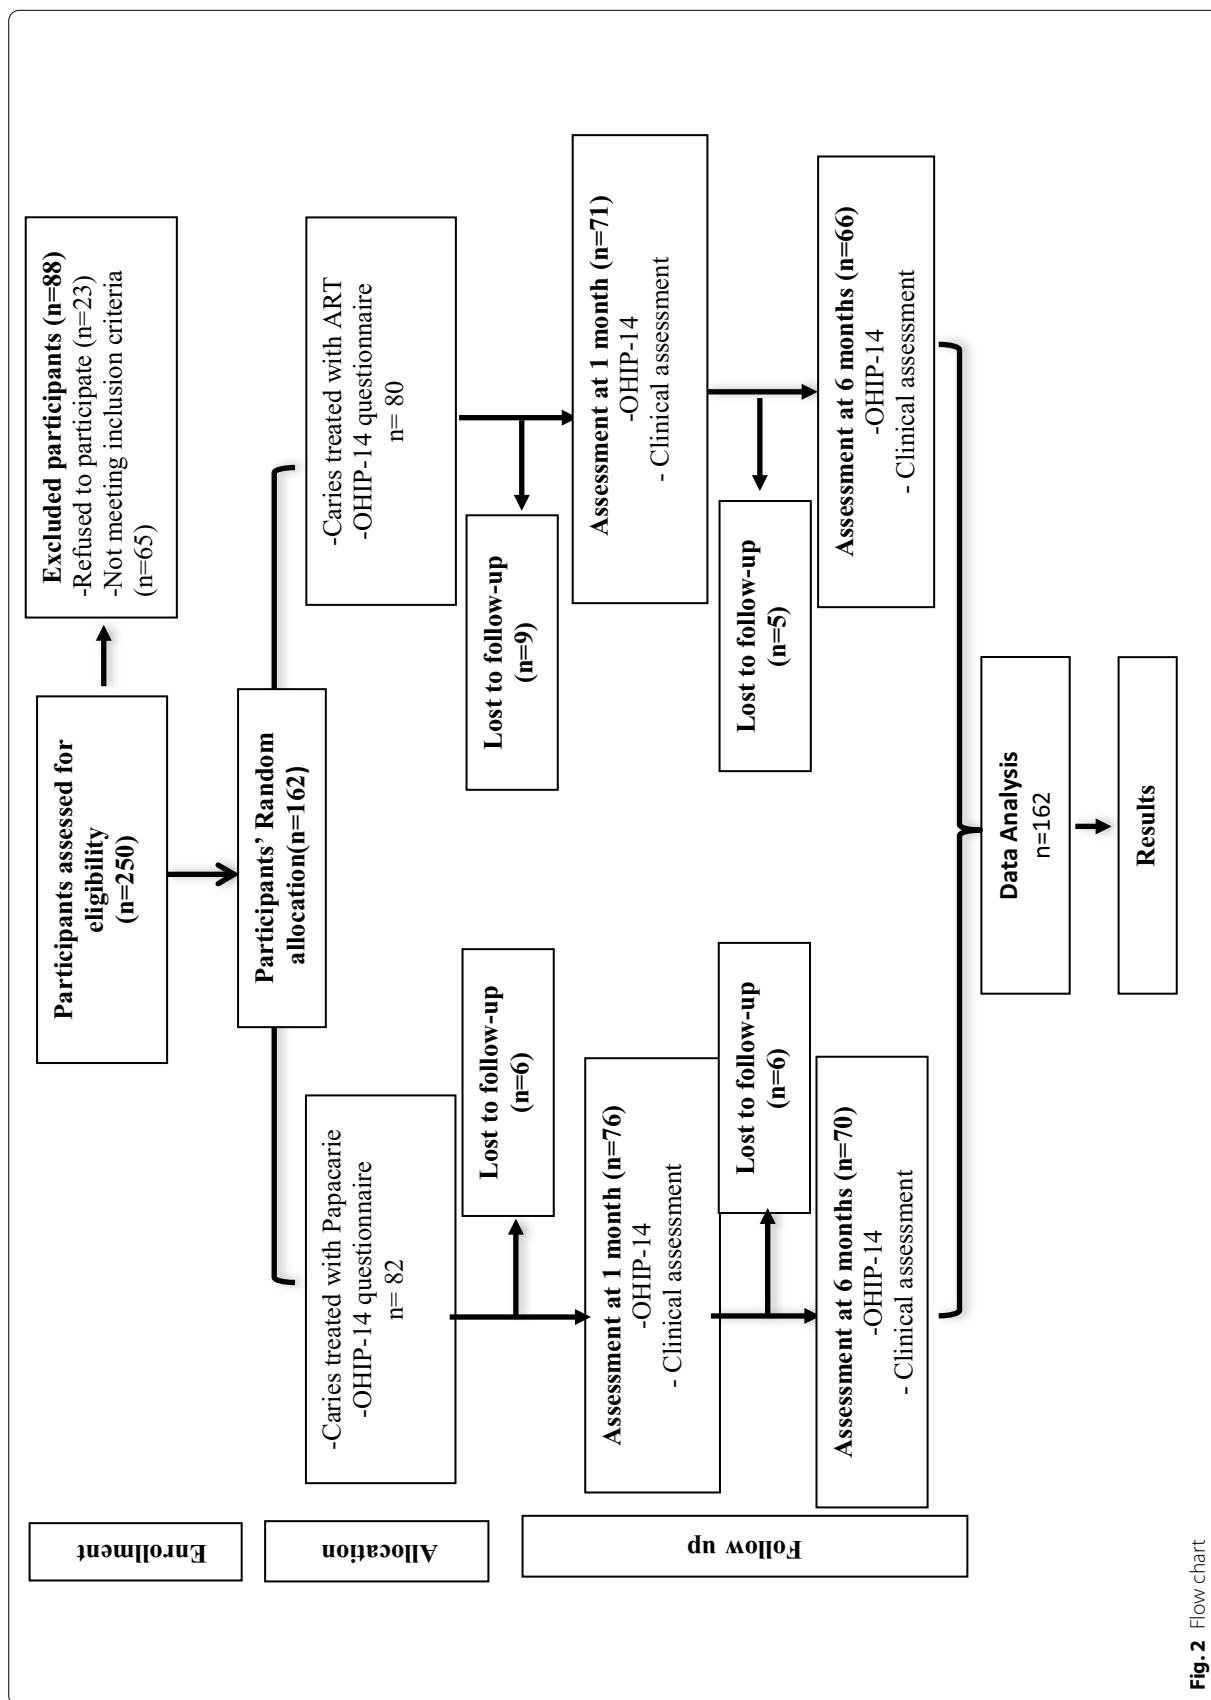 Enrollment
Participants assessed for
eligibility
(n=250)
Excluded participants (n=88)
-Refused to participate (n=23)
-Not meeting inclusion criteria
(n=65)
Participants’ Random
allocation(n=162)
Allocation
-Caries treated with Papacarie
-OHIP-14 questionnaire
n= 82
-Caries treated with ART
-OHIP-14 questionnaire
n= 80
Lost to follow-up
(n=6)
Lost to follow-up
(n=9)
Follow up
Assessment at 1 month (n=76)
-OHIP-14
- Clinical assessment
Assessment at 1 month (n=71)
-OHIP-14
- Clinical assessment
Lost to follow-up
(n=6)
Lost to follow-up
(n=5)
Assessment at 6 months (n=70)
-OHIP-14
- Clinical assessment
Assessment at 6 months (n=66)
-OHIP-14
- Clinical assessment
Data Analysis
n=162
Results
Fig. 2 Flow chart